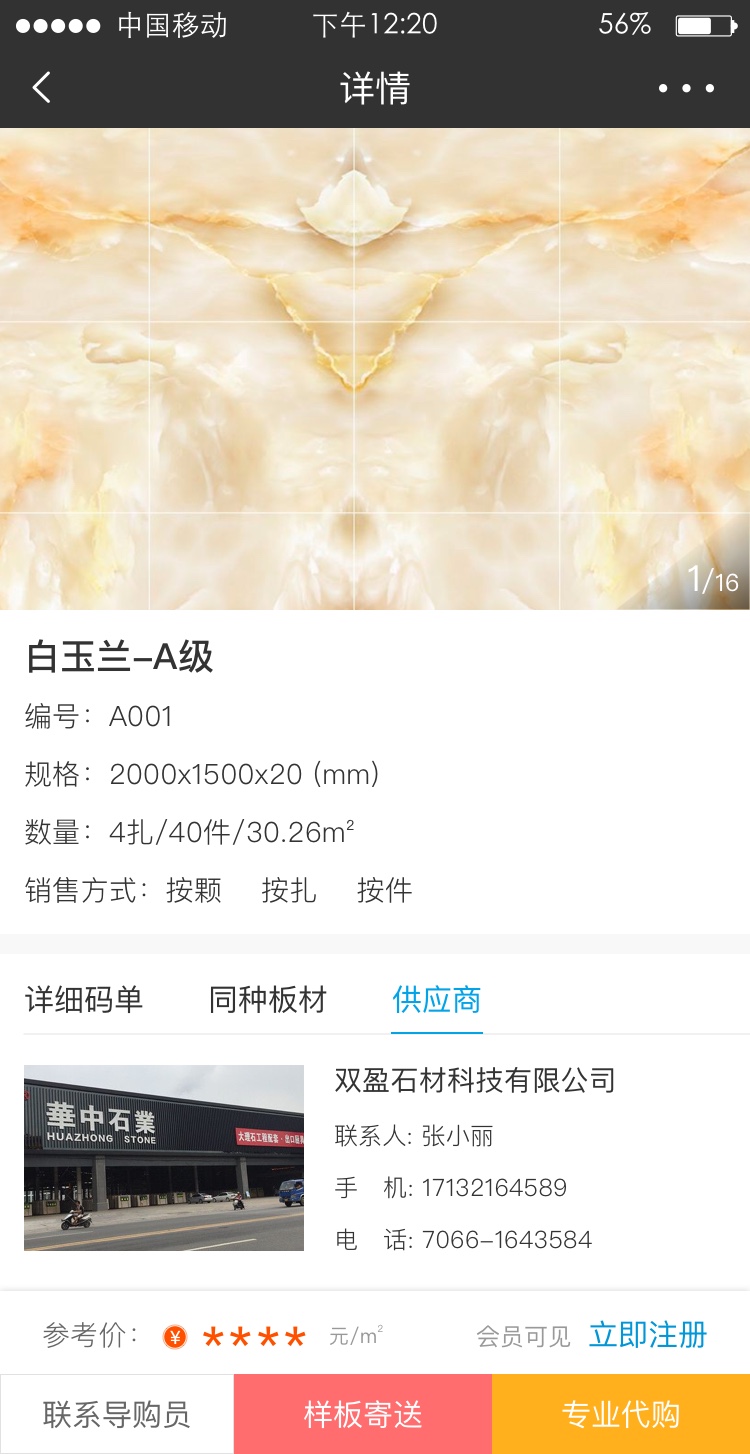 中国移动 下午12:20 56%
详情
1/16
白玉兰–A级
编号：A001
规格：2000x1500x20 (mm)
数量：4扎/40件/30.26m²
销售方式：按颗 按扎 按件
详细码单 同种板材 供应商
華中石業
HUAZHONG STONE
大理石工程配套·出口
双盈石材科技有限公司
联系人: 张小丽
手 机: 17132164589
电 话: 7066–1643584
参考价： ¥ **** 元/m² 会员可见 立即注册
联系导购员 样板寄送 专业代购